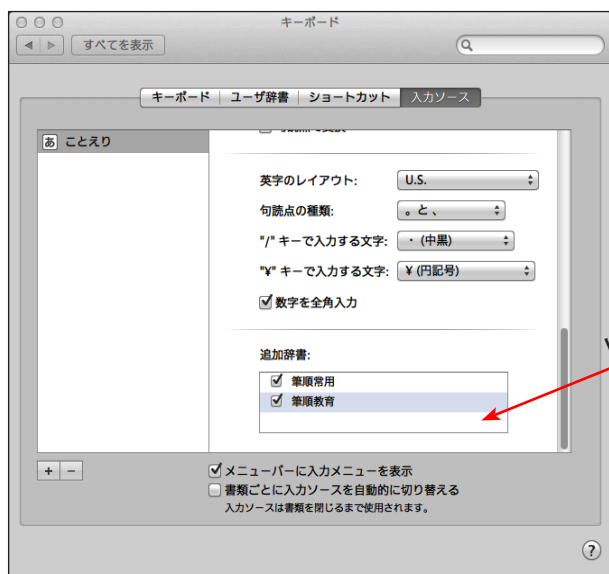 キーボード
すべてを表示
キーボード ユーザ辞書 ショートカット 入力ソース
あ ことえり
英字のレイアウト: U.S.
句読点の種類: 。と、
"/" キーで入力する文字: ・(中黒)
"¥" キーで入力する文字: ¥ (円記号)
数字を全角入力
追加辞書:
筆順常用
筆順教育
+ −
メニューバーに入力メニューを表示
書類ごとに入力ソースを自動的に切り替える
入力ソースは書類を閉じるまで使用されます。
?